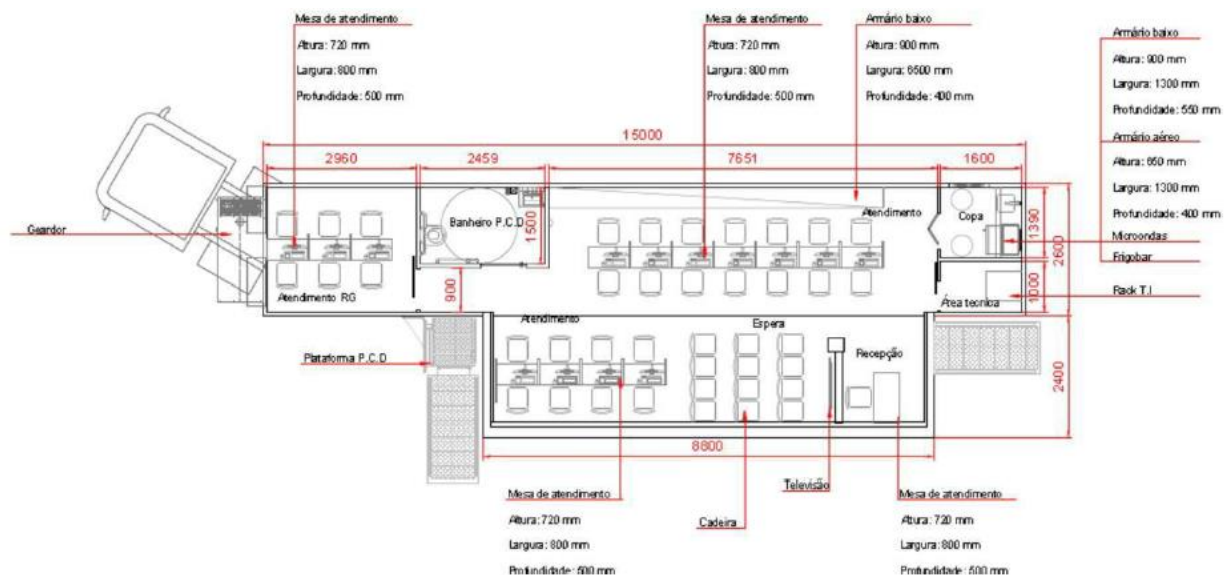 Mesa de atendimento
Altura: 720 mm
Largura: 800 mm
Profundidade: 500 mm
Mesa de atendimento
Altura: 720 mm
Largura: 800 mm
Profundidade: 500 mm
Armário baixo
Altura: 900 mm
Largura: 6500 mm
Profundidade: 400 mm
Armário baixo
Altura: 900 mm
Largura: 1300 mm
Profundidade: 550 mm
Armário aéreo
Altura: 650 mm
Largura: 1300 mm
Profundidade: 400 mm
Microondas
Frigobar
Rack T.I
15000
2960
2459
7651
1600
Geardor
Banheiro P.C.D
1500
Atendimento
Copa
1390
2600
Atendimento RG
900
Área tecnica
1000
Plataforma P.C.D
Atendimento
Espera
Recepção
2400
8800
Mesa de atendimento
Altura: 720 mm
Largura: 800 mm
Profundidade: 500 mm
Cadeira
Televisão
Mesa de atendimento
Altura: 720 mm
Largura: 800 mm
Profundidade: 500 mm